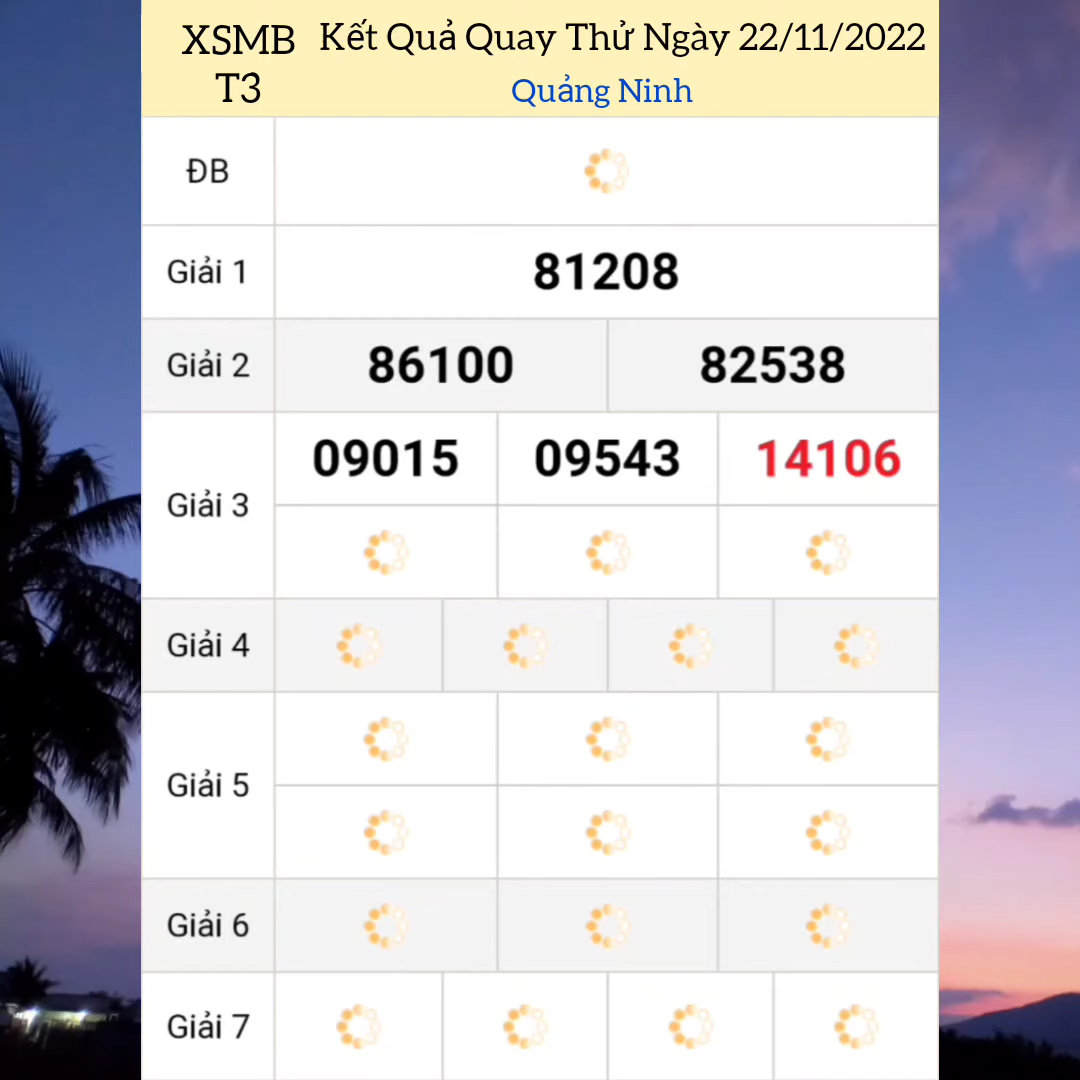 XSMB Kết Quả Quay Thử Ngày 22/11/2022
T3 Quảng Ninh
ĐB
Giải 1 81208
Giải 2 86100 82538
09015 09543 14106
Giải 3
Giải 4
Giải 5
Giải 6
Giải 7